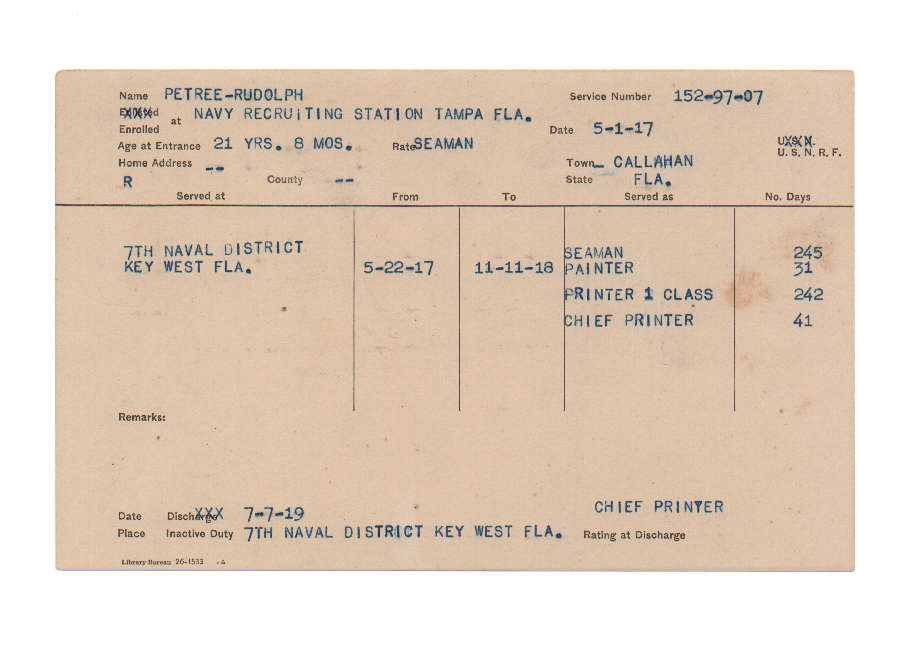 Name PETREE-RUDOLPH Service Number 152-97-07
Enrolled at NAVY RECRUITING STATION TAMPA FLA. Date 5-1-17
Age at Entrance 21 YRS. 8 MOS. Rate SEAMAN U.S.N.
U. S. N. R. F.
Home Address -- Town CALLAHAN
R County -- State FLA.
Served at From To Served as No. Days
7TH NAVAL DISTRICT SEAMAN 245
KEY WEST FLA. 5-22-17 11-11-18 PAINTER 31
PRINTER 1 CLASS 242
CHIEF PRINTER 41
Remarks:
CHIEF PRINTER
Date Discharge XXX 7-7-19
Place Inactive Duty 7TH NAVAL DISTRICT KEY WEST FLA. Rating at Discharge
Library Bureau 26-1533